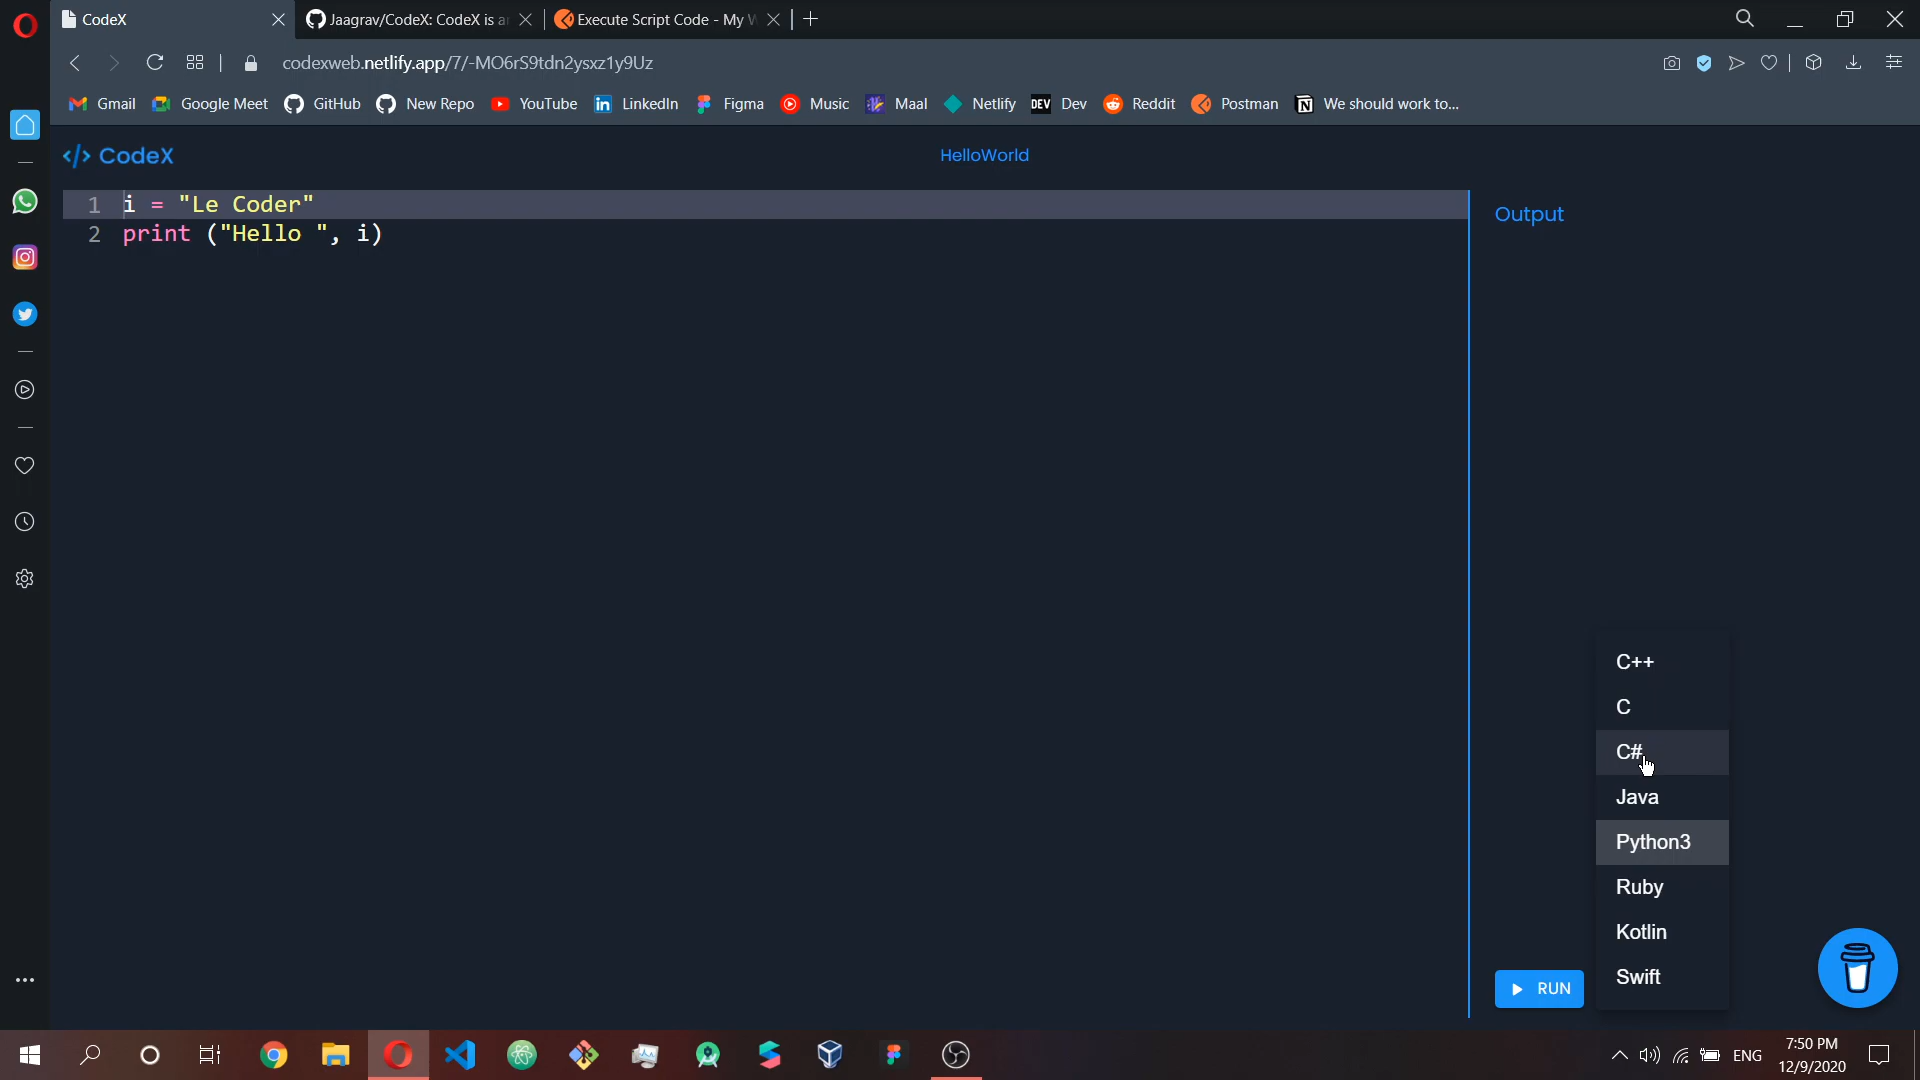 CodeX
Jaagrav/CodeX: CodeX is a
Execute Script Code - My W
codexweb.netlify.app/7/-MO6rS9tdn2ysxz1y9Uz
Gmail
Google Meet
GitHub
New Repo
YouTube
LinkedIn
Figma
Music
Maal
Netlify
DEV Dev
Reddit
Postman
We should work to...
</> CodeX
HelloWorld
1 i = "Le Coder"
2 print ("Hello ", i)
Output
C++
C
C#
Java
Python3
Ruby
Kotlin
Swift
RUN
ENG
7:50 PM
12/9/2020